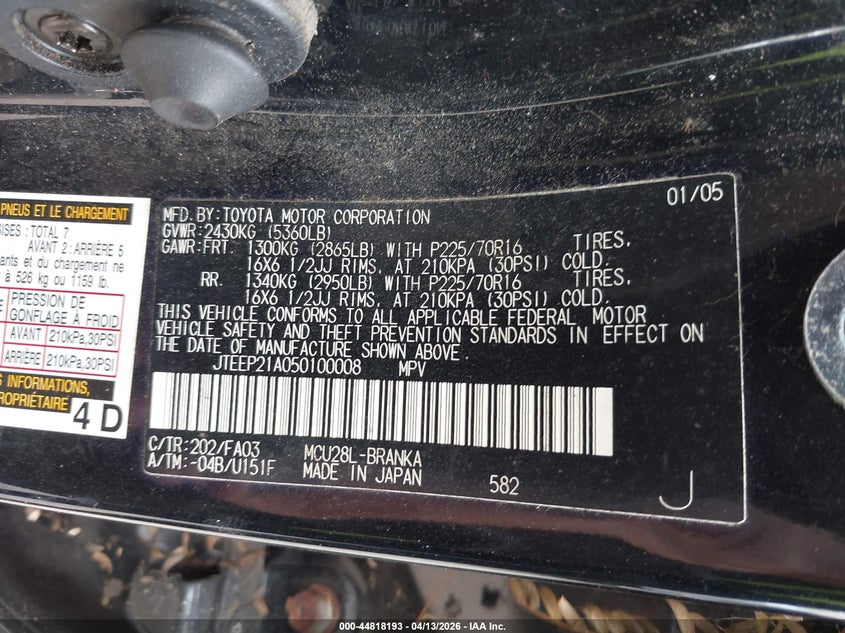 01/05
MFD.BY:TOYOTA MOTOR CORPORATION
GVWR:2430KG (5360LB)
GAWR:FRT. 1300KG (2865LB) WITH P225/70R16 TIRES,
16X6 1/2JJ RIMS, AT 210KPA (30PSI) COLD.
RR. 1340KG (2950LB) WITH P225/70R16 TIRES,
16X6 1/2JJ RIMS, AT 210KPA (30PSI) COLD.
THIS VEHICLE CONFORMS TO ALL APPLICABLE FEDERAL MOTOR
VEHICLE SAFETY AND THEFT PREVENTION STANDARDS IN EFFECT ON
THE DATE OF MANUFACTURE SHOWN ABOVE.
JTEEP21A050100008 MPV
C/TR:202/FA03 MCU28L-BRANKA
A/TM:-04B/U151F MADE IN JAPAN 582 J
PNEUS ET LE CHARGEMENT
:TOTAL 7
AVANT 2:ARRIÈRE 5
et du chargement ne
à 526 kg ou 1159 lb.
PRESSION DE
GONFLAGE À FROID
AVANT 210kPa,30PSI
ARRIÈRE 210kPa,30PSI
INFORMATIONS,
PROPRIÉTAIRE 4D
000-44818193 - 04/13/2026 - IAA Inc.